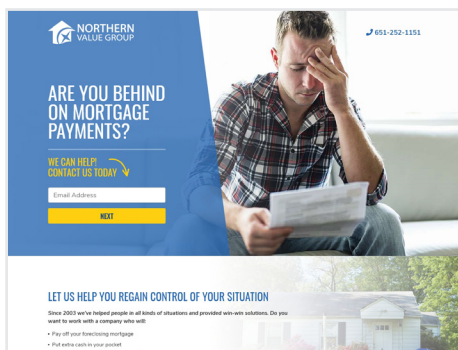 NORTHERN
VALUE GROUP
651-252-1151
ARE YOU BEHIND
ON MORTGAGE
PAYMENTS?
WE CAN HELP!
CONTACT US TODAY
Email Address
NEXT
LET US HELP YOU REGAIN CONTROL OF YOUR SITUATION
Since 2003 we've helped people in all kinds of situations and provided win-win solutions. Do you
want to work with a company who will:
• Pay off your foreclosing mortgage
• Put extra cash in your pocket